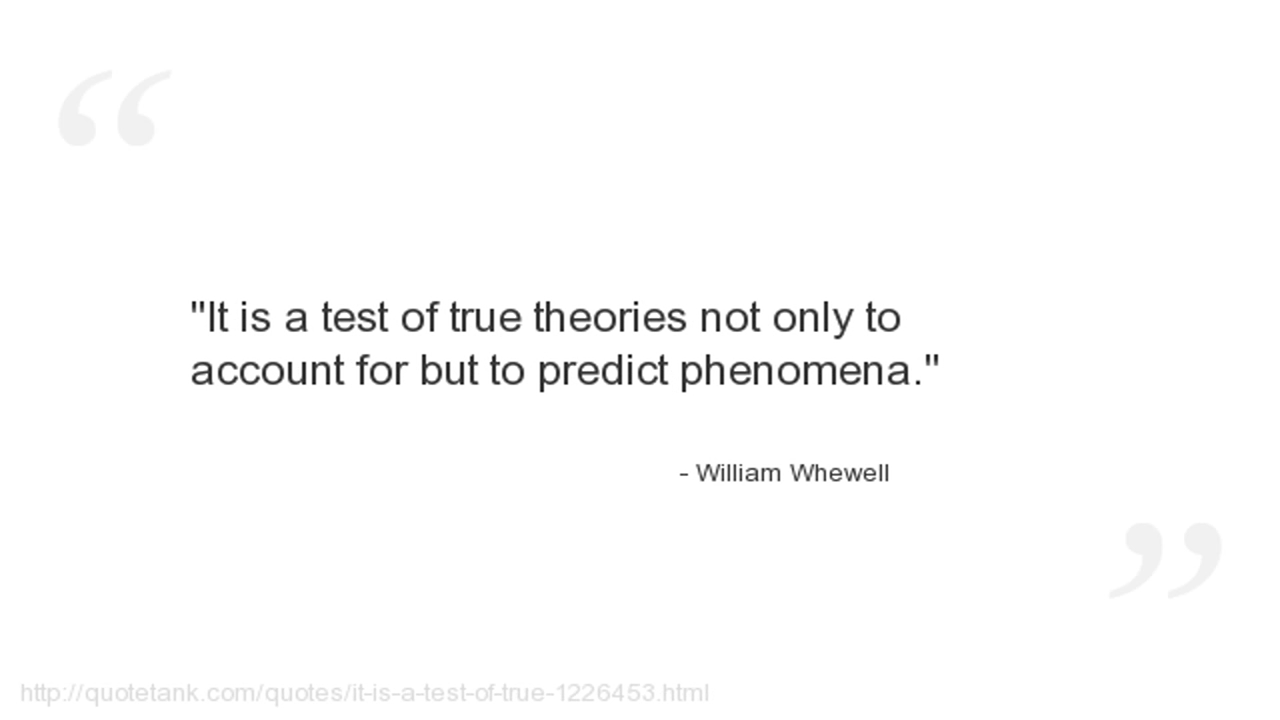 "It is a test of true theories not only to
account for but to predict phenomena."
- William Whewell
http://quotetank.com/quotes/it-is-a-test-of-true-1226453.html